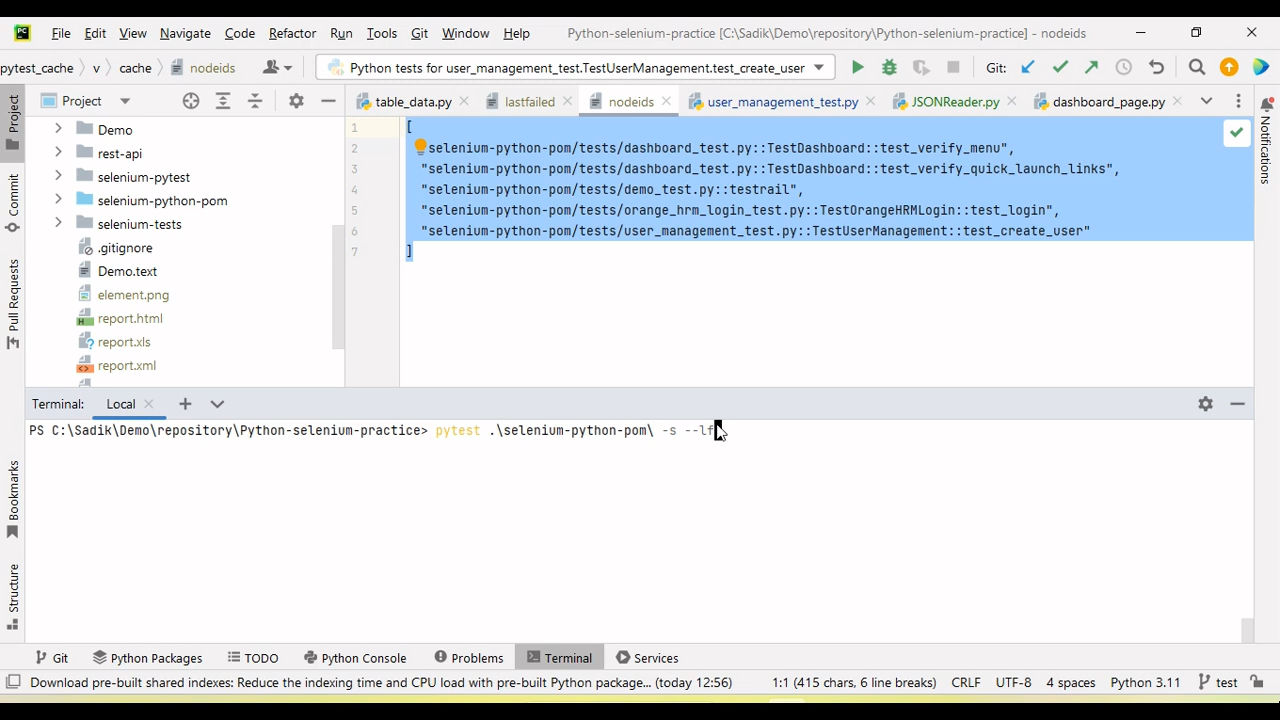 PC File Edit View Navigate Code Refactor Run Tools Git Window Help Python-selenium-practice [C:\Sadik\Demo\repository\Python-selenium-practice] - nodeids
pytest_cache v cache nodeids Python tests for user_management_test.TestUserManagement.test_create_user Git:
Project
Commit
Pull Requests
Bookmarks
Structure
Project
Demo
rest-api
selenium-pytest
selenium-python-pom
selenium-tests
.gitignore
Demo.text
element.png
report.html
report.xls
report.xml
table_data.py lastfailed nodeids user_management_test.py JSONReader.py dashboard_page.py
1 [
2 selenium-python-pom/tests/dashboard_test.py::TestDashboard::test_verify_menu",
3 "selenium-python-pom/tests/dashboard_test.py::TestDashboard::test_verify_quick_launch_links",
4 "selenium-python-pom/tests/demo_test.py::testrail",
5 "selenium-python-pom/tests/orange_hrm_login_test.py::TestOrangeHRMLogin::test_login",
6 "selenium-python-pom/tests/user_management_test.py::TestUserManagement::test_create_user"
7 ]
Notifications
Terminal: Local
PS C:\Sadik\Demo\repository\Python-selenium-practice> pytest .\selenium-python-pom\ -s --lf
Git Python Packages TODO Python Console Problems Terminal Services
Download pre-built shared indexes: Reduce the indexing time and CPU load with pre-built Python package... (today 12:56) 1:1 (415 chars, 6 line breaks) CRLF UTF-8 4 spaces Python 3.11 test